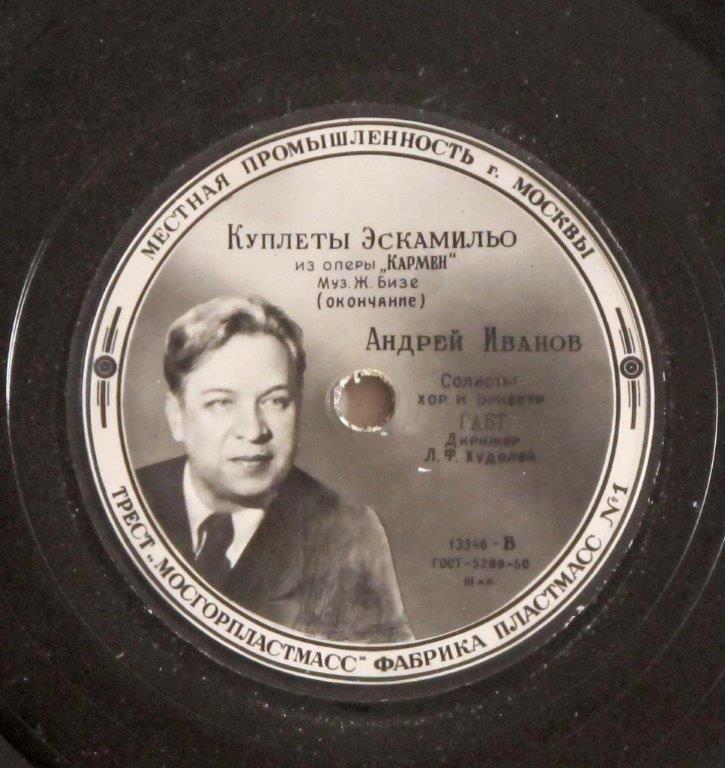 МЕСТНАЯ ПРОМЫШЛЕННОСТЬ г. МОСКВЫ
КУПЛЕТЫ ЭСКАМИЛЬО
ИЗ ОПЕРЫ „КАРМЕН“
МУЗ. Ж. БИЗЕ
(ОКОНЧАНИЕ)
АНДРЕЙ ИВАНОВ
СОЛИСТЫ
ХОР И ОРКЕСТР
ГАБТ
ДИРИЖЕР
Л. Ф. ХУДОЛЕЙ
13346-В
ГОСТ-5289-50
ТРЕСТ „МОСГОРПЛАСТМАСС“ ФАБРИКА ПЛАСТМАСС №1